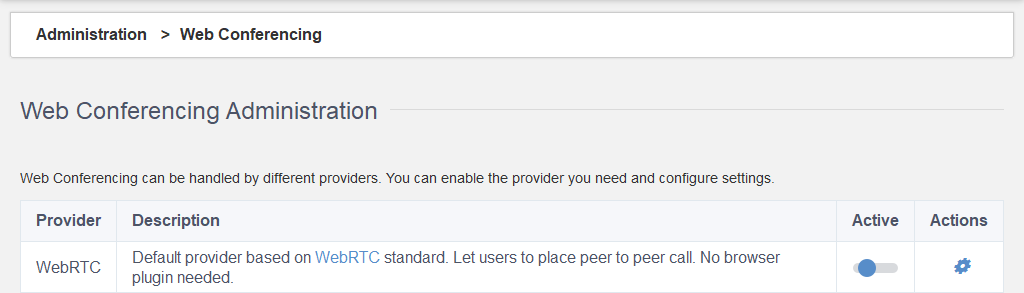 Administration > Web Conferencing
Web Conferencing Administration
Web Conferencing can be handled by different providers. You can enable the provider you need and configure settings.
Provider Description Active Actions
WebRTC Default provider based on WebRTC standard. Let users to place peer to peer call. No browser
plugin needed.